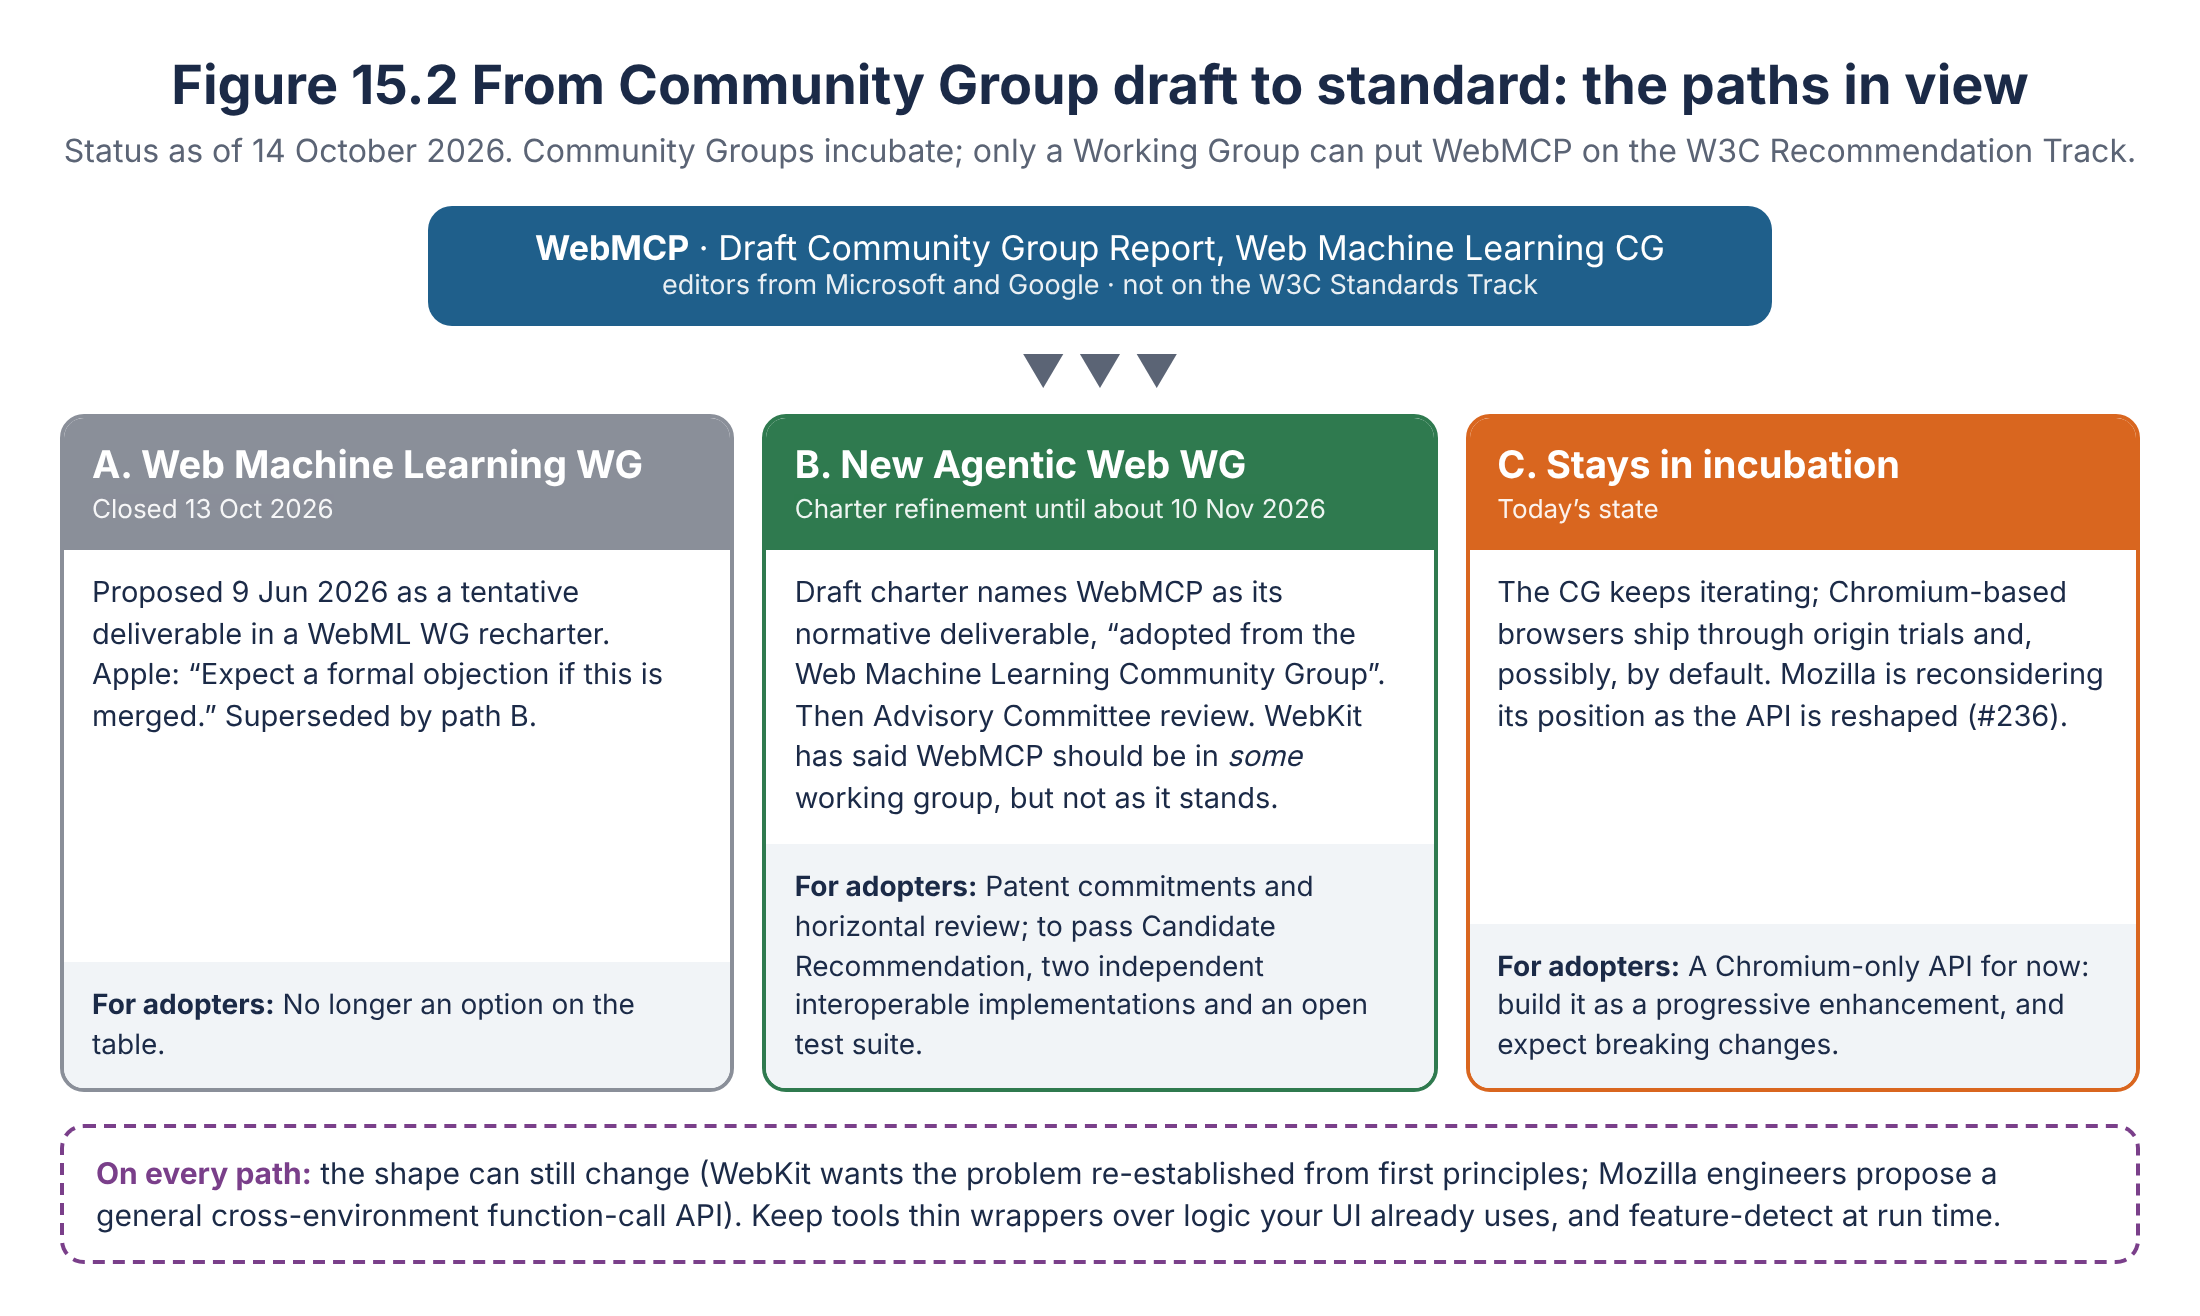 Figure 15.2 From Community Group draft to standard: the paths in view
Status as of 14 October 2026. Community Groups incubate; only a Working Group can put WebMCP on the W3C Recommendation Track.
WebMCP · Draft Community Group Report, Web Machine Learning CG
editors from Microsoft and Google · not on the W3C Standards Track
A. Web Machine Learning WG
Closed 13 Oct 2026
Proposed 9 Jun 2026 as a tentative
deliverable in a WebML WG recharter.
Apple: “Expect a formal objection if this is
merged.” Superseded by path B.
For adopters: No longer an option on the
table.
B. New Agentic Web WG
Charter refinement until about 10 Nov 2026
Draft charter names WebMCP as its
normative deliverable, “adopted from the
Web Machine Learning Community Group”.
Then Advisory Committee review. WebKit
has said WebMCP should be in some
working group, but not as it stands.
For adopters: Patent commitments and
horizontal review; to pass Candidate
Recommendation, two independent
interoperable implementations and an open
test suite.
C. Stays in incubation
Today’s state
The CG keeps iterating; Chromium-based
browsers ship through origin trials and,
possibly, by default. Mozilla is reconsidering
its position as the API is reshaped (#236).
For adopters: A Chromium-only API for now:
build it as a progressive enhancement, and
expect breaking changes.
On every path: the shape can still change (WebKit wants the problem re-established from first principles; Mozilla engineers propose a
general cross-environment function-call API). Keep tools thin wrappers over logic your UI already uses, and feature-detect at run time.